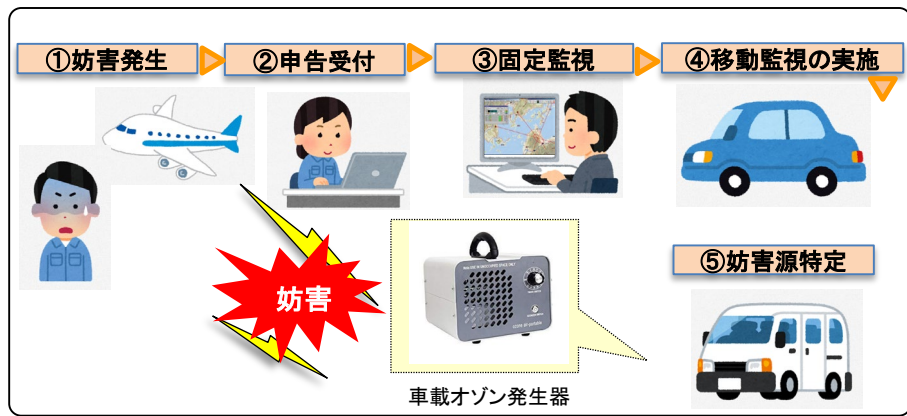 ①妨害発生
②申告受付
③固定監視
④移動監視の実施
妨害
⑤妨害源特定
車載オゾン発生器